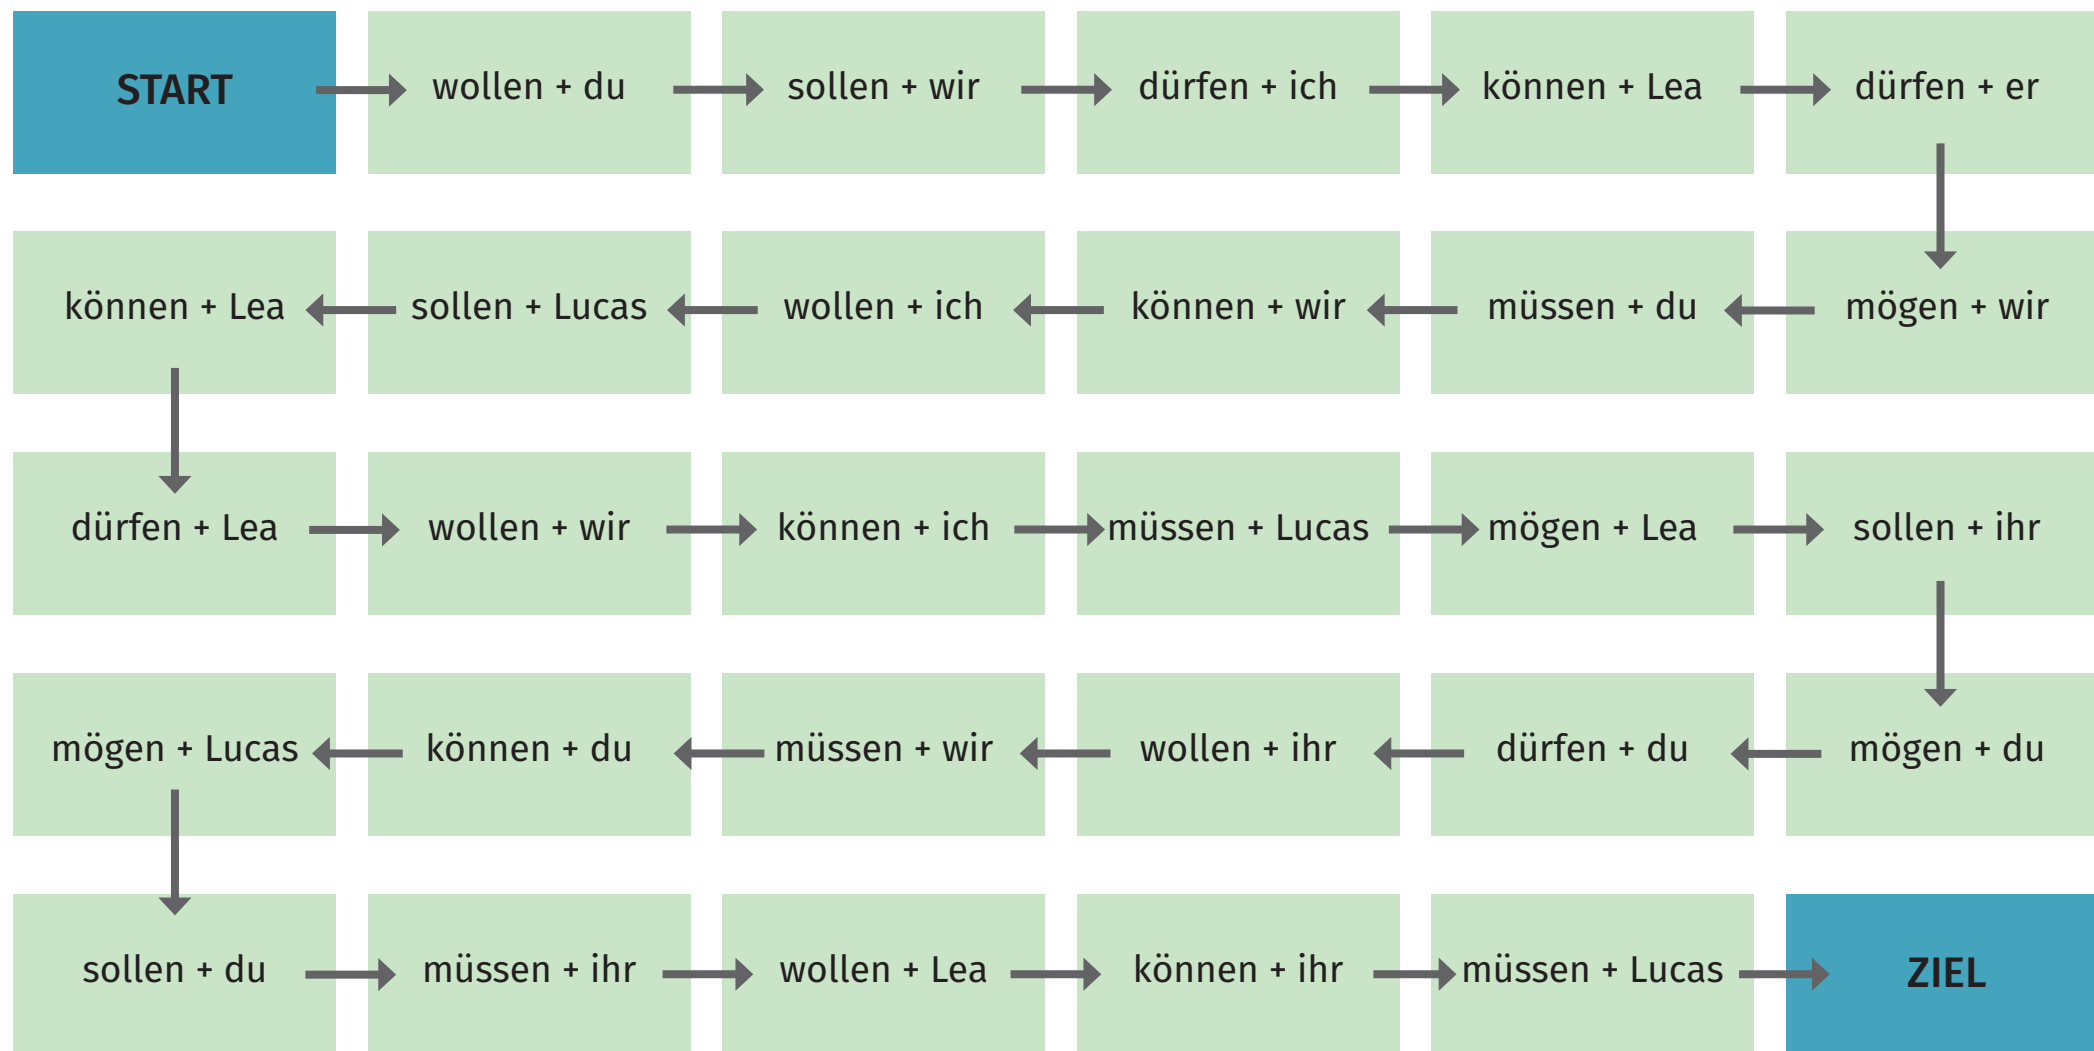 START
wollen + du
sollen + wir
dürfen + ich
können + Lea
dürfen + er
mögen + wir
müssen + du
können + wir
wollen + ich
sollen + Lucas
können + Lea
dürfen + Lea
wollen + wir
können + ich
müssen + Lucas
mögen + Lea
sollen + ihr
mögen + du
dürfen + du
wollen + ihr
müssen + wir
können + du
mögen + Lucas
sollen + du
müssen + ihr
wollen + Lea
können + ihr
müssen + Lucas
ZIEL